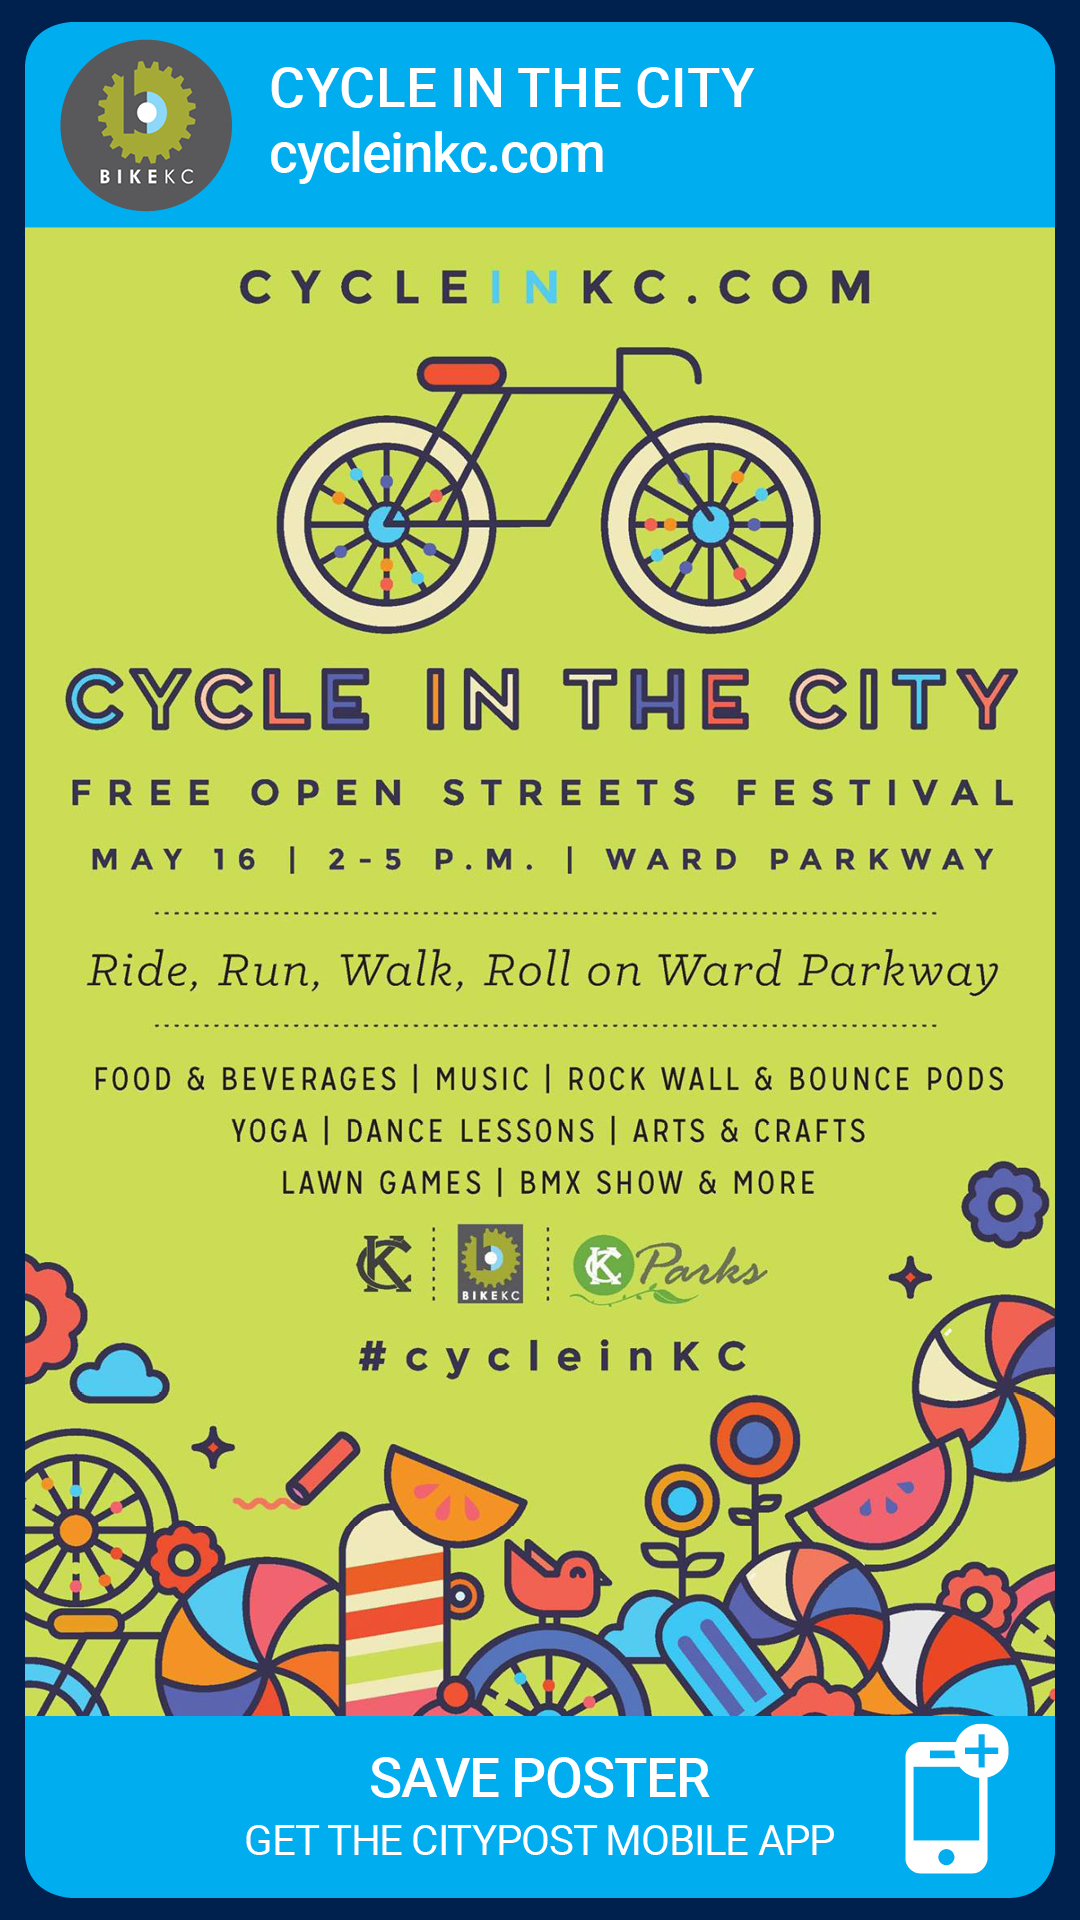 BIKEKC
CYCLE IN THE CITY
cycleinkc.com
CYCLEINKC.COM
CYCLE IN THE CITY
FREE OPEN STREETS FESTIVAL
MAY 16 | 2-5 P.M. | WARD PARKWAY
Ride, Run, Walk, Roll on Ward Parkway
FOOD & BEVERAGES | MUSIC | ROCK WALL & BOUNCE PODS
YOGA | DANCE LESSONS | ARTS & CRAFTS
LAWN GAMES | BMX SHOW & MORE
KC BIKEKC KC Parks
#cycleinKC
SAVE POSTER
GET THE CITYPOST MOBILE APP